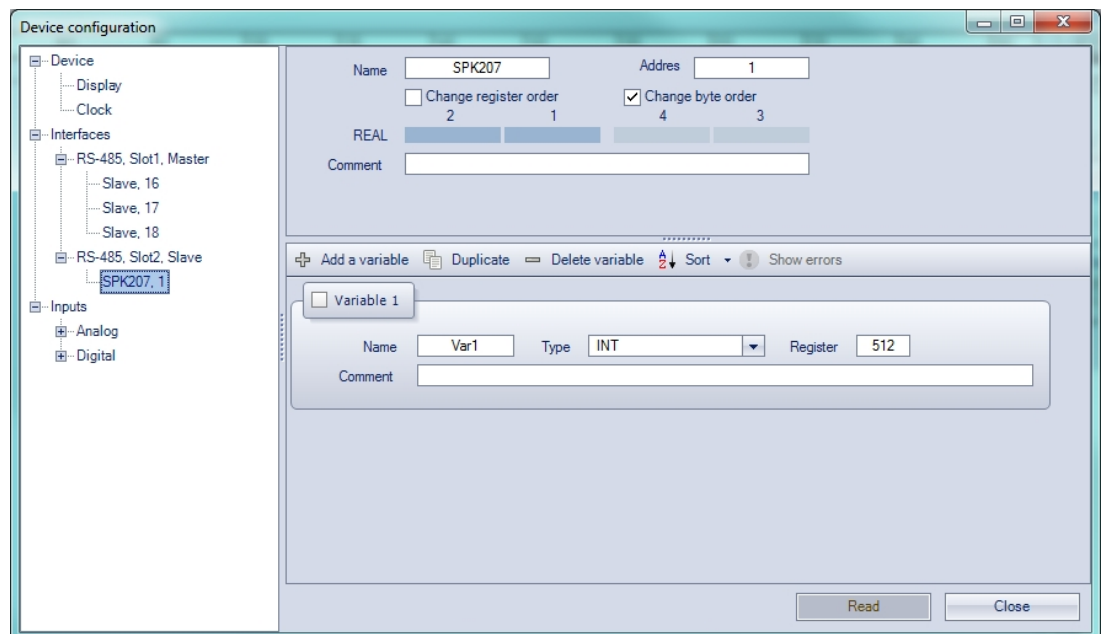 Device configuration
Device
Display
Clock
Interfaces
RS-485, Slot1, Master
Slave, 16
Slave, 17
Slave, 18
RS-485, Slot2, Slave
SPK207, 1
Inputs
Analog
Digital
Name SPK207 Addres 1
Change register order Change byte order
2 1 4 3
REAL
Comment
Add a variable Duplicate Delete variable A Z Sort Show errors
Variable 1
Name Var1 Type INT Register 512
Comment
Read Close